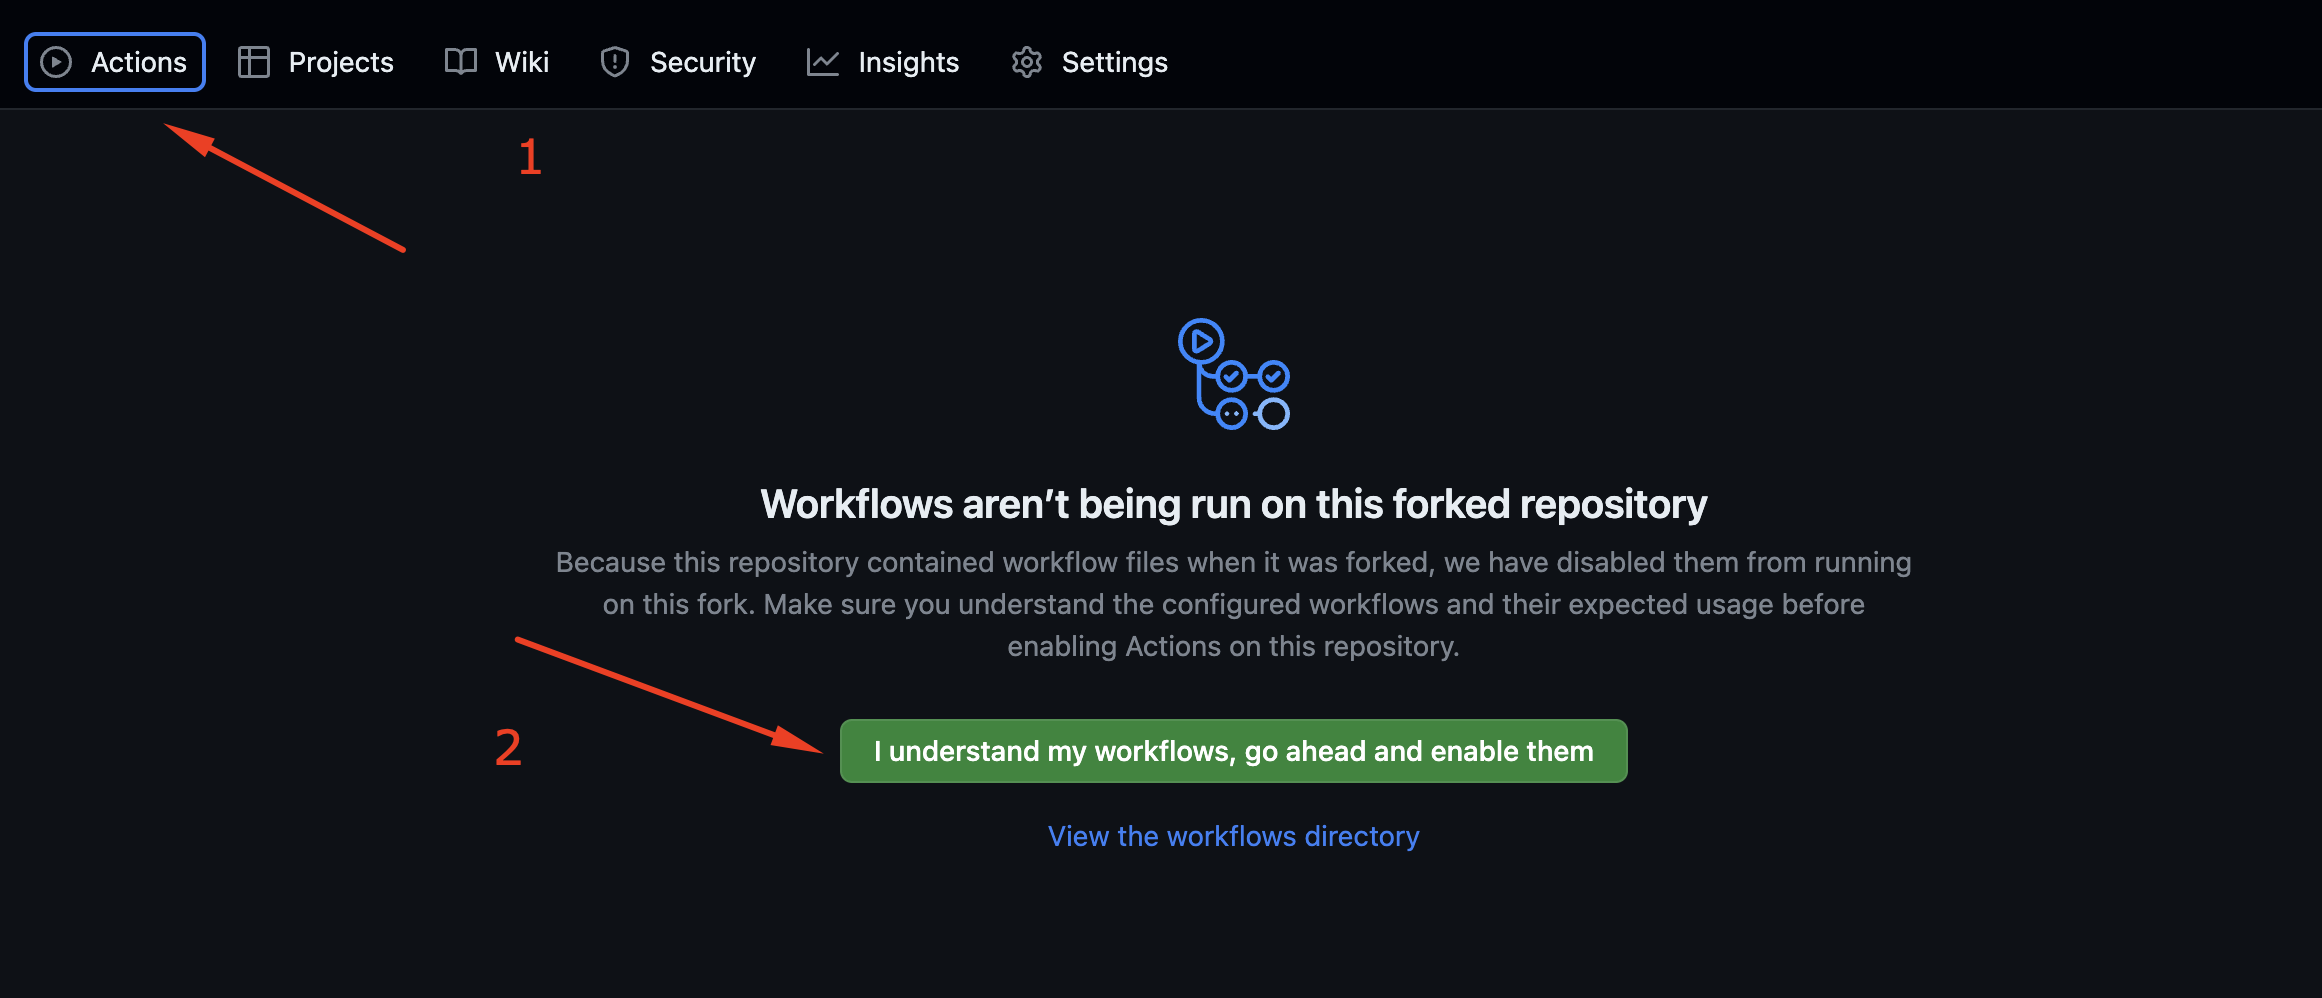 Actions Projects Wiki Security Insights Settings
1
Workflows aren’t being run on this forked repository
Because this repository contained workflow files when it was forked, we have disabled them from running
on this fork. Make sure you understand the configured workflows and their expected usage before
enabling Actions on this repository.
2
I understand my workflows, go ahead and enable them
View the workflows directory